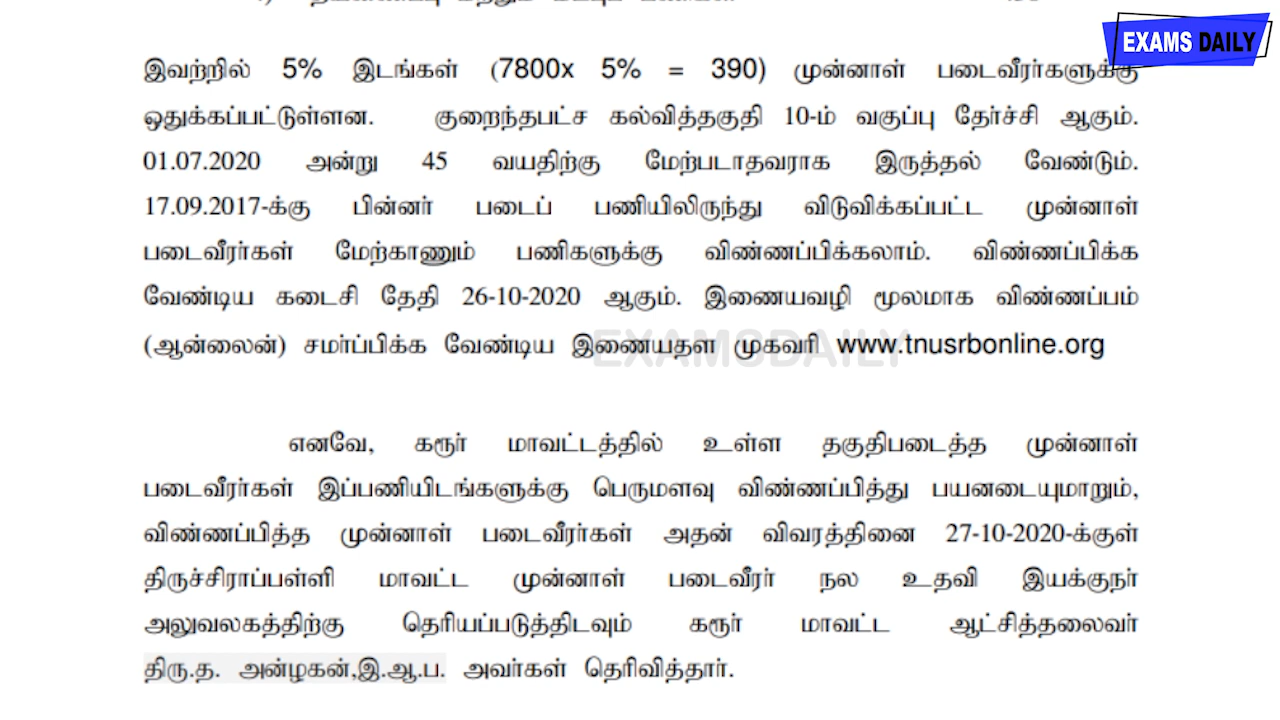 EXAMS DAILY
இவற்றில் 5% இடங்கள் (7800x 5% = 390) முன்னாள் படைவீரர்களுக்கு
ஒதுக்கப்பட்டுள்ளன. குறைந்தபட்ச கல்வித்தகுதி 10-ம் வகுப்பு தேர்ச்சி ஆகும்.
01.07.2020 அன்று 45 வயதிற்கு மேற்படாதவராக இருத்தல் வேண்டும்.
17.09.2017-க்கு பின்னர் படைப் பணியிலிருந்து விடுவிக்கப்பட்ட முன்னாள்
படைவீரர்கள் மேற்காணும் பணிகளுக்கு விண்ணப்பிக்கலாம். விண்ணப்பிக்க
வேண்டிய கடைசி தேதி 26-10-2020 ஆகும். இணையவழி மூலமாக விண்ணப்பம்
(ஆன்லைன்) சமர்ப்பிக்க வேண்டிய இணையதள முகவரி www.tnusrbonline.org
EXAMSDAILY
எனவே, கரூர் மாவட்டத்தில் உள்ள தகுதிபடைத்த முன்னாள்
படைவீரர்கள் இப்பணியிடங்களுக்கு பெருமளவு விண்ணப்பித்து பயனடையுமாறும்,
விண்ணப்பித்த முன்னாள் படைவீரர்கள் அதன் விவரத்தினை 27-10-2020-க்குள்
திருச்சிராப்பள்ளி மாவட்ட முன்னாள் படைவீரர் நல உதவி இயக்குநர்
அலுவலகத்திற்கு தெரியப்படுத்திடவும் கரூர் மாவட்ட ஆட்சித்தலைவர்
திரு.த. அன்ழகன்,இ.ஆ.ப. அவர்கள் தெரிவித்தார்.